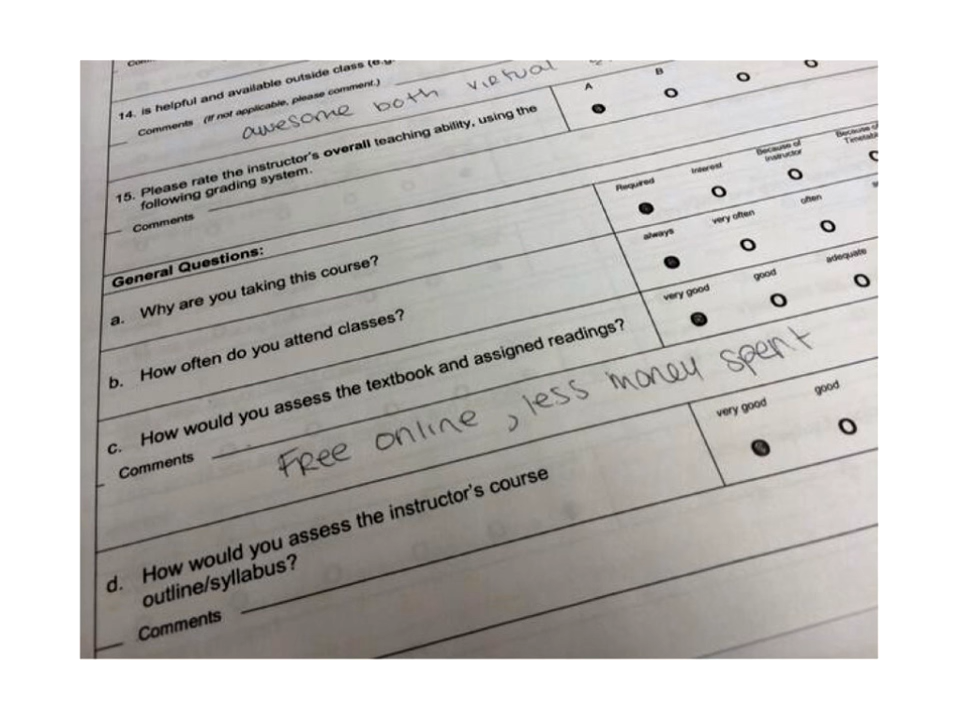 14. is helpful and available outside class
Comments (If not applicable, please comment.)
awesome both virtual
A B
15. Please rate the instructor's overall teaching ability, using the
following grading system.
Comments
General Questions:
Required Interest Because of Instructor Because of
a. Why are you taking this course?
always very often often
b. How often do you attend classes?
very good good adequate
c. How would you assess the textbook and assigned readings?
Comments
FRee online, less money spent
very good good
d. How would you assess the instructor's course
outline/syllabus?
Comments